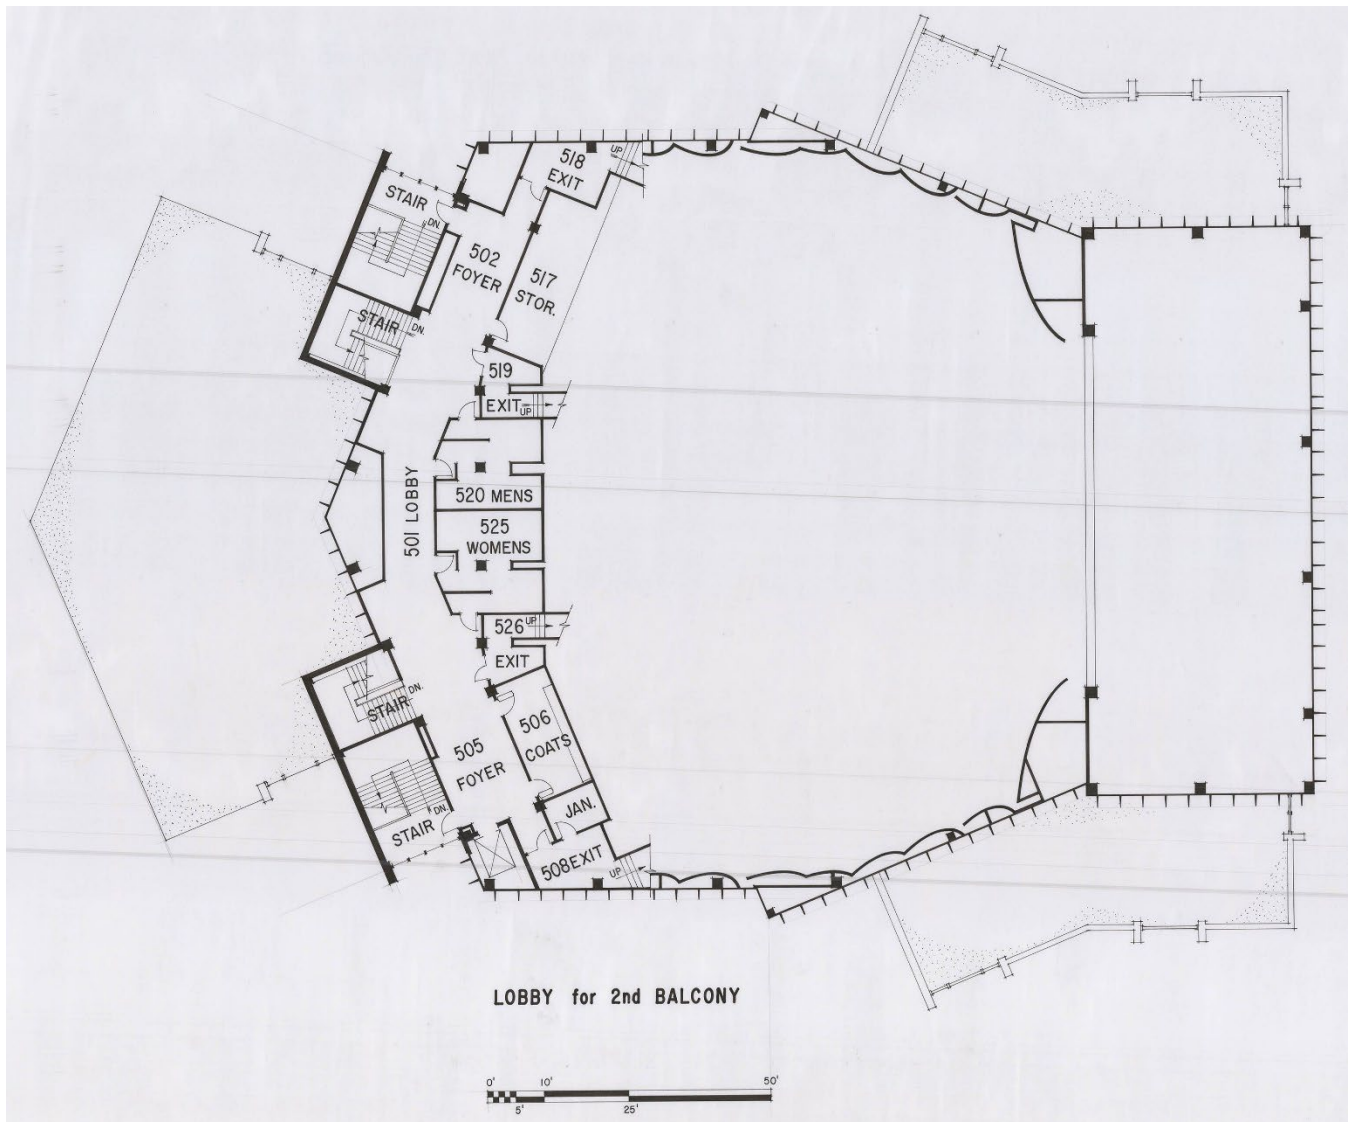 518
EXIT
UP
STAIR
DN.
502
FOYER
517
STOR.
STAIR
DN.
519
EXIT
UP
501 LOBBY
520 MENS
525
WOMENS
526
UP
EXIT
STAIR
DN.
506
COATS
505
FOYER
STAIR
DN.
JAN.
508 EXIT
UP
LOBBY for 2nd BALCONY
0'
10'
50'
5'
25'